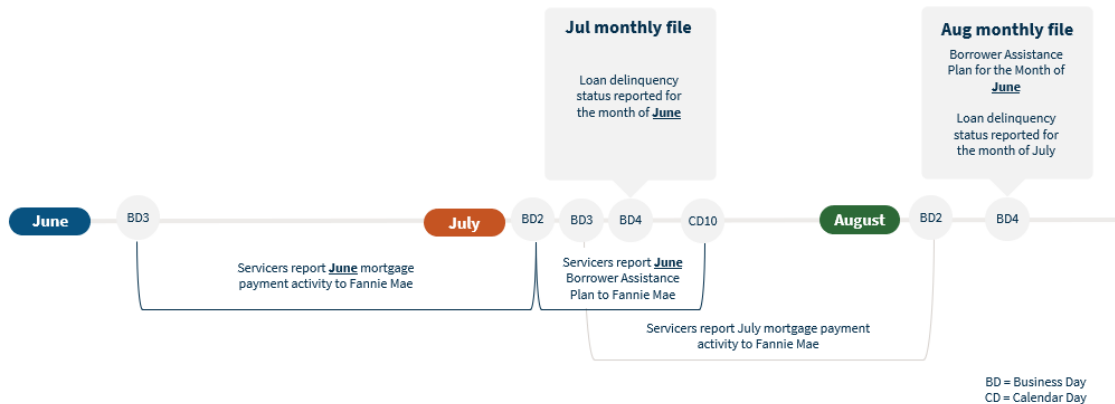 Jul monthly file
Loan delinquency
status reported for
the month of June
Aug monthly file
Borrower Assistance
Plan for the Month of
June
Loan delinquency
status reported for
the month of July
June
BD3
July
BD2
BD3
BD4
CD10
August
BD2
BD4
Servicers report June mortgage
payment activity to Fannie Mae
Servicers report June
Borrower Assistance
Plan to Fannie Mae
Servicers report July mortgage payment
activity to Fannie Mae
BD = Business Day
CD = Calendar Day